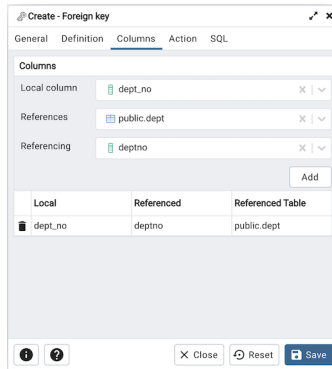 Create - Foreign key
General Definition Columns Action SQL
Columns
Local column dept_no
References public.dept
Referencing deptno
Add
Local Referenced Referenced Table
dept_no deptno public.dept
Close Reset Save